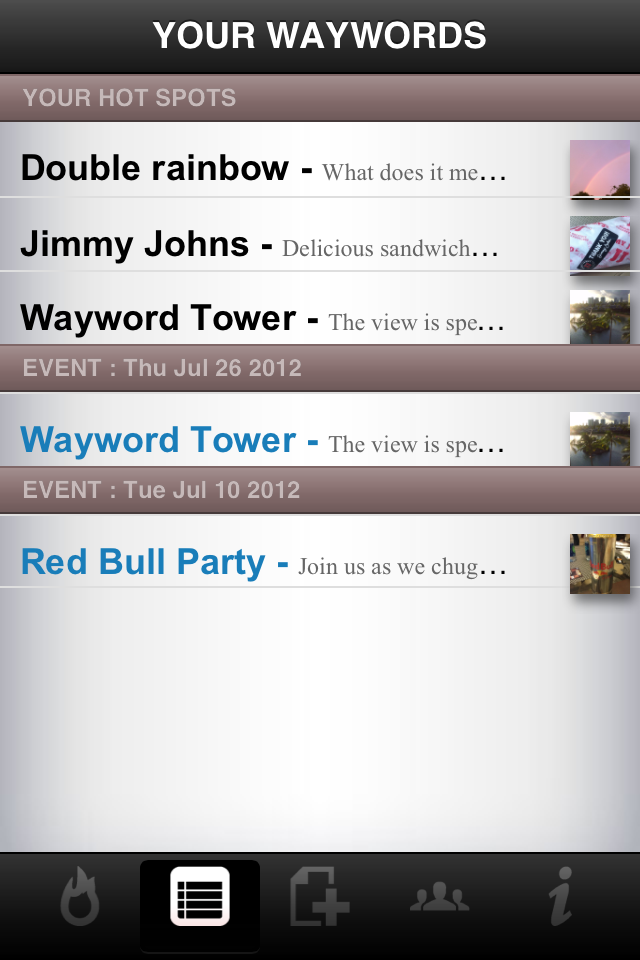 YOUR WAYWORDS
YOUR HOT SPOTS
Double rainbow - What does it me...
Jimmy Johns - Delicious sandwich...
THANK YOU!
Wayword Tower - The view is spe...
EVENT : Thu Jul 26 2012
Wayword Tower - The view is spe...
EVENT : Tue Jul 10 2012
Red Bull Party - Join us as we chug...